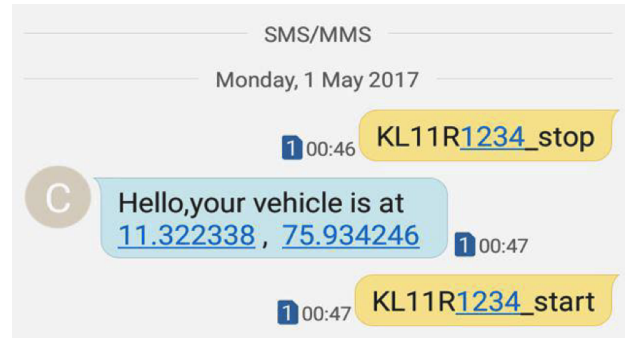 SMS/MMS
Monday, 1 May 2017
1 00:46 KL11R1234_stop
C
Hello,your vehicle is at
11.322338 , 75.934246
1 00:47
1 00:47 KL11R1234_start